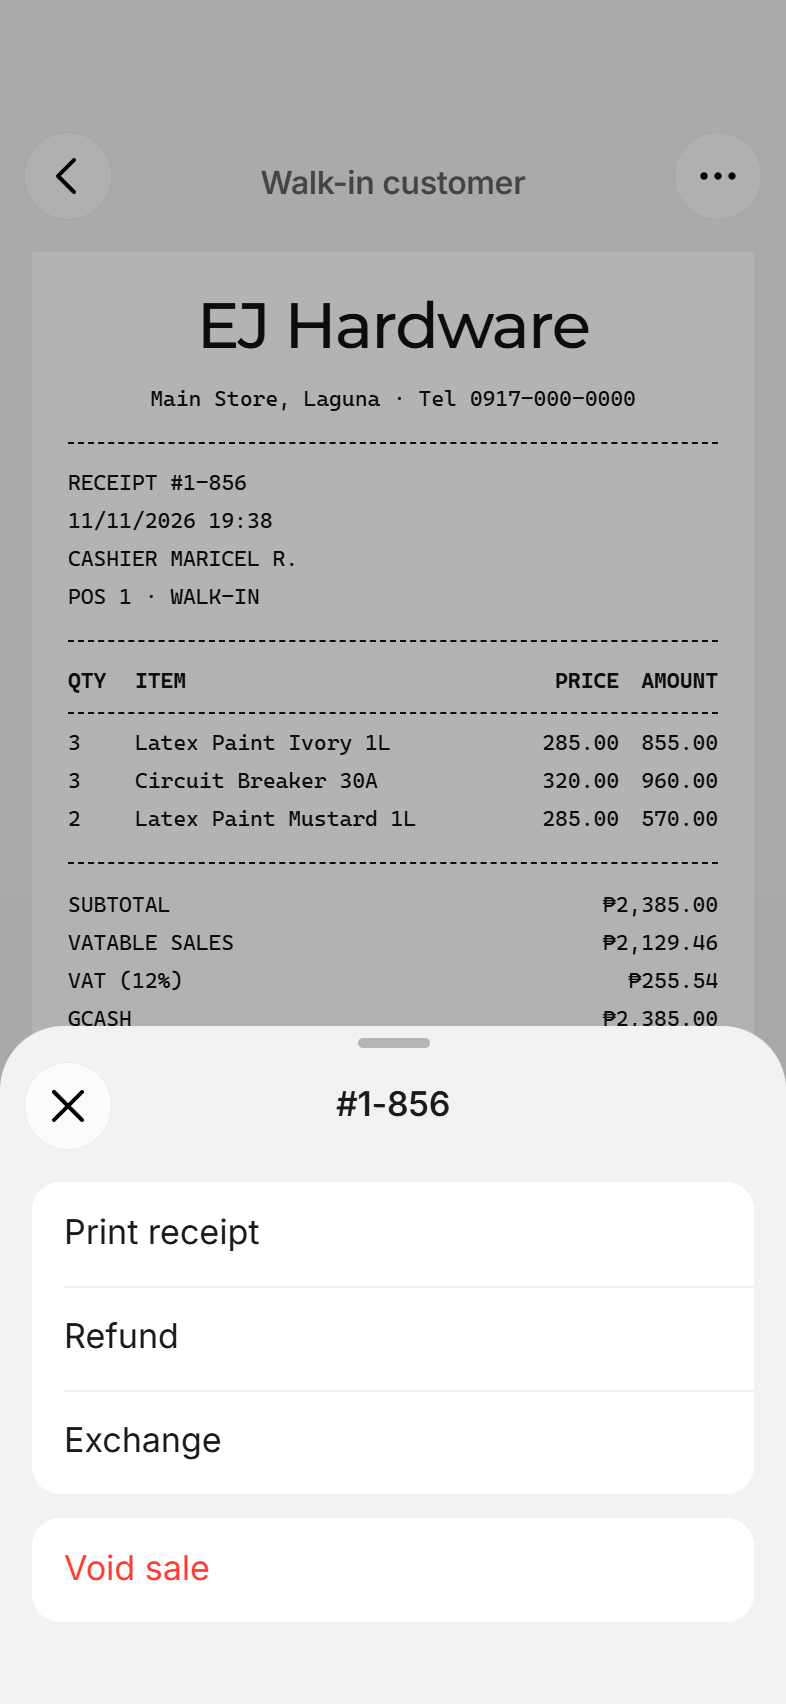 Walk-in customer
EJ Hardware
Main Store, Laguna · Tel 0917-000-0000
RECEIPT #1-856
11/11/2026 19:38
CASHIER MARICEL R.
POS 1 · WALK-IN
QTY ITEM PRICE AMOUNT
3 Latex Paint Ivory 1L 285.00 855.00
3 Circuit Breaker 30A 320.00 960.00
2 Latex Paint Mustard 1L 285.00 570.00
SUBTOTAL ₱2,385.00
VATABLE SALES ₱2,129.46
VAT (12%) ₱255.54
GCASH ₱2,385.00
#1-856
Print receipt
Refund
Exchange
Void sale